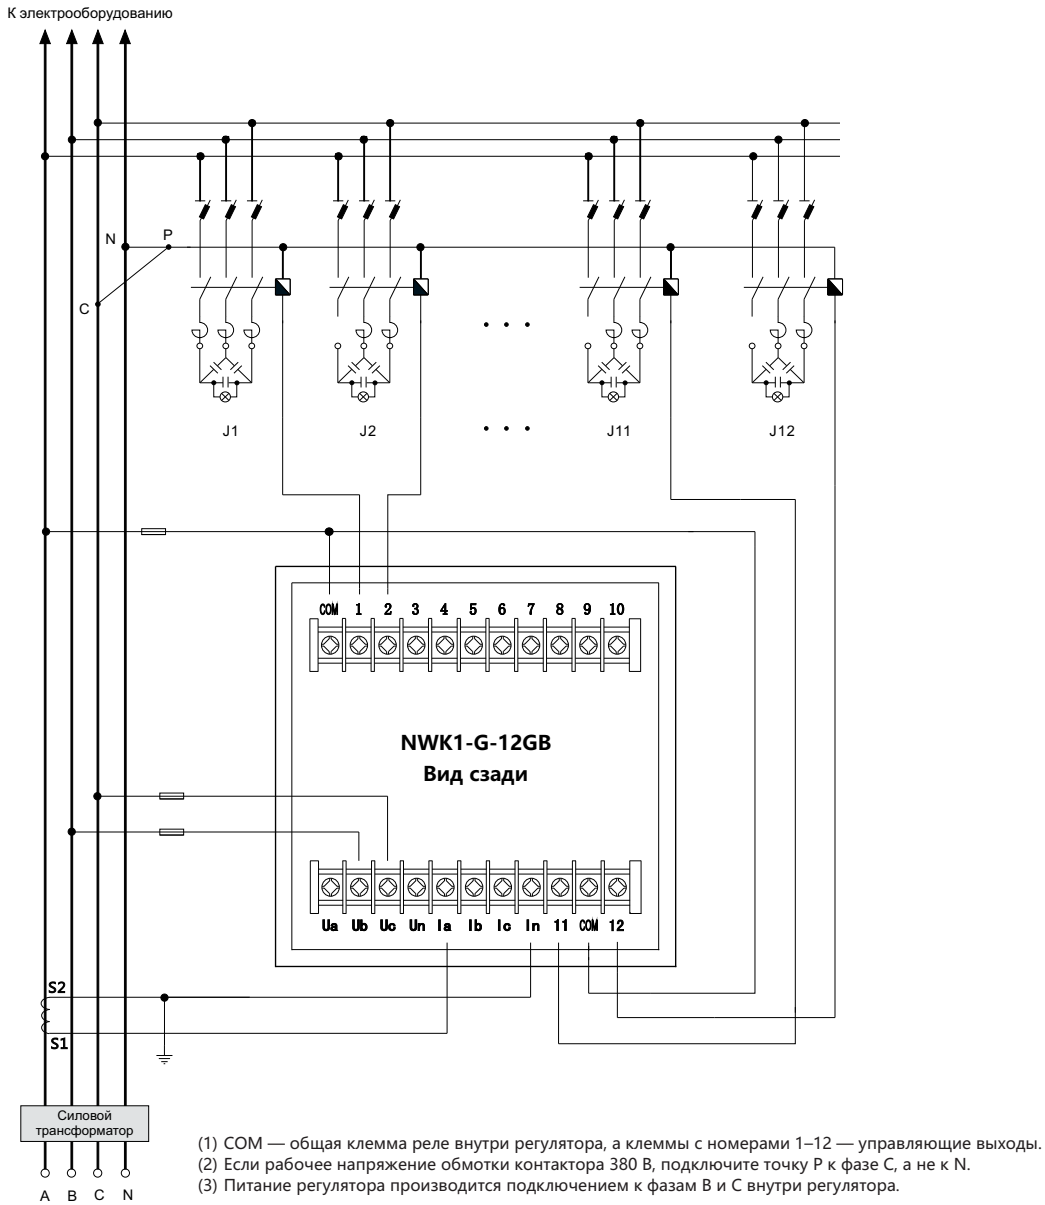 К электрооборудованию
N
P
C
J1
J2
J11
J12
COM 1 2 3 4 5 6 7 8 9 10
NWK1-G-12GB
Вид сзади
Ua Ub Uc Un Ia Ib Ic In 11 COM 12
S2
S1
Силовой
трансформатор
A B C N
(1) COM — общая клемма реле внутри регулятора, а клеммы с номерами 1–12 — управляющие выходы.
(2) Если рабочее напряжение обмотки контактора 380 В, подключите точку P к фазе C, а не к N.
(3) Питание регулятора производится подключением к фазам B и C внутри регулятора.